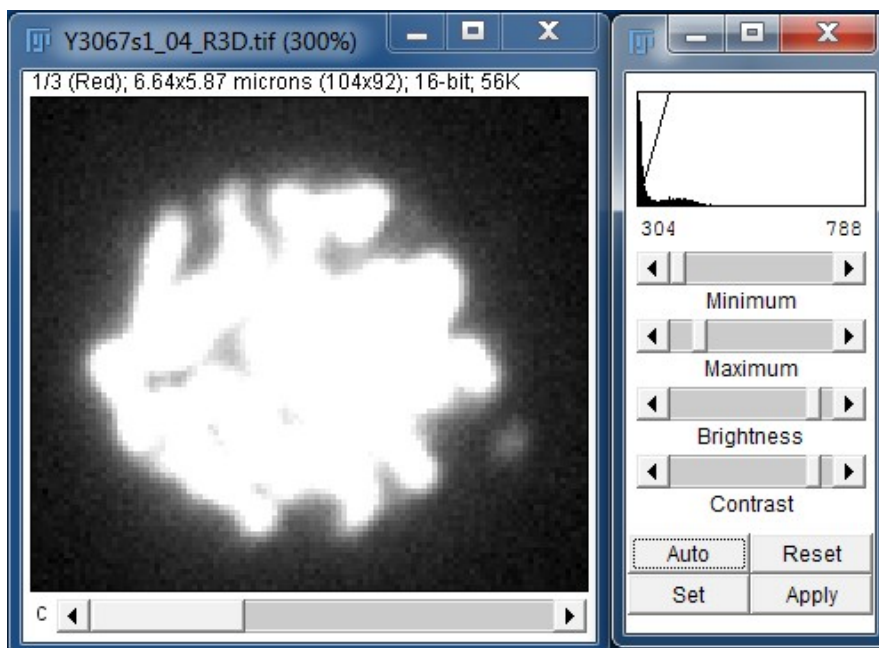 Y3067s1_04_R3D.tif (300%)
1/3 (Red); 6.64x5.87 microns (104x92); 16-bit; 56K
C
304 788
Minimum
Maximum
Brightness
Contrast
Auto Reset
Set Apply